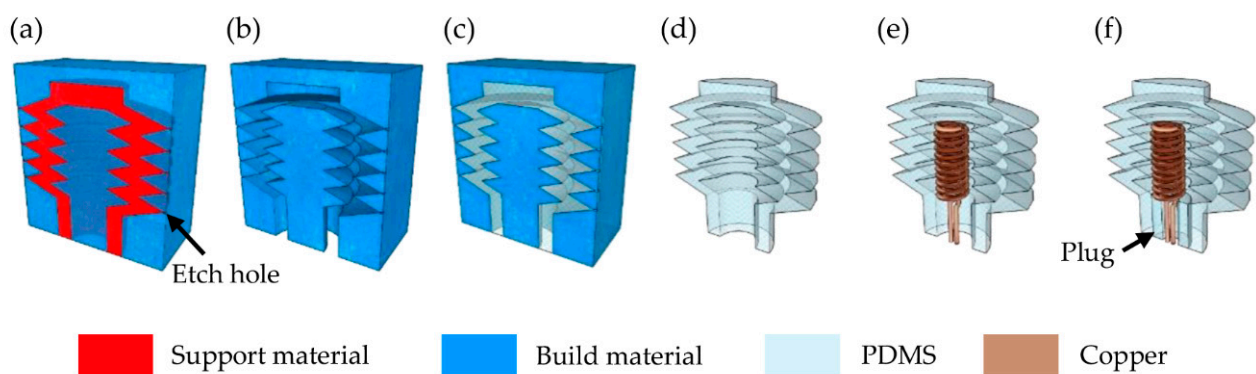 (a) (b) (c) (d) (e) (f)
Etch hole
Plug
Support material Build material PDMS Copper